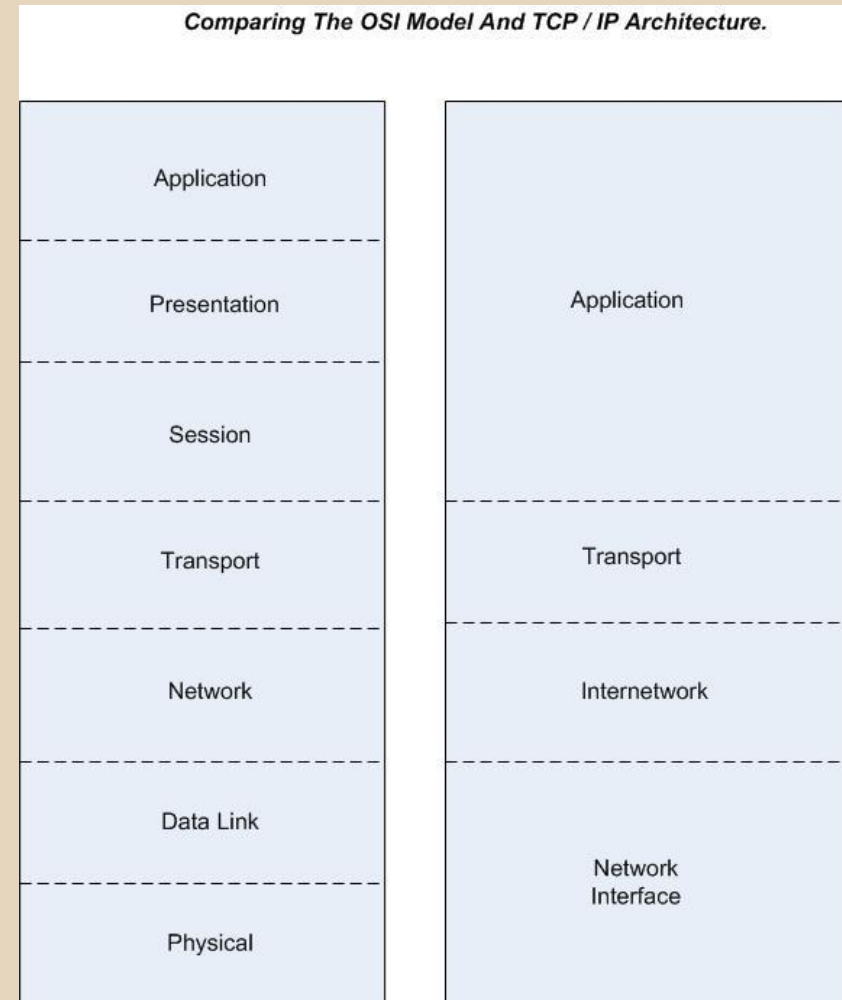 Comparing The OSI Model And TCP / IP Architecture.
Application
Presentation
Session
Transport
Network
Data Link
Physical
Application
Transport
Internetwork
Network
Interface